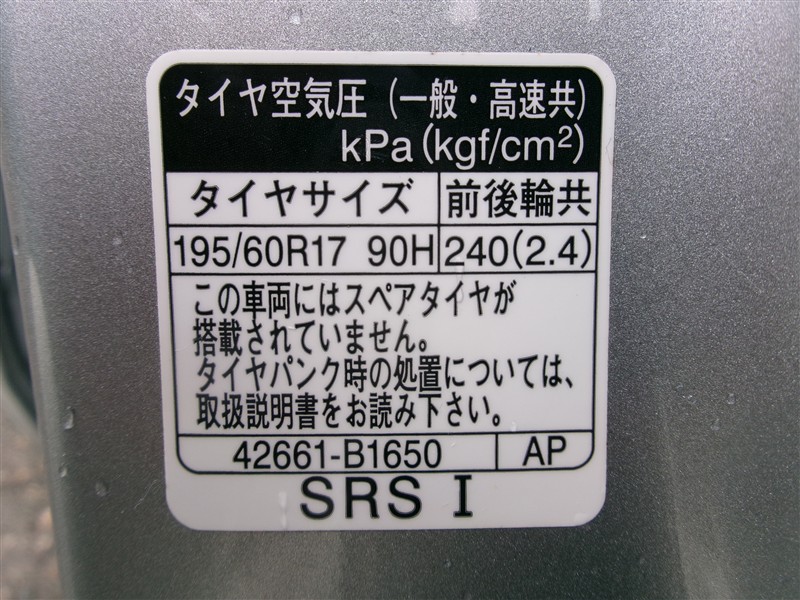 タイヤ空気圧 (一般・高速共)
kPa(kgf/cm²)
タイヤサイズ 前後輪共
195/60R17 90H 240(2.4)
この車両にはスペアタイヤが
搭載されていません。
タイヤパンク時の処置については、
取扱説明書をお読み下さい。
42661-B1650 AP
SRS I